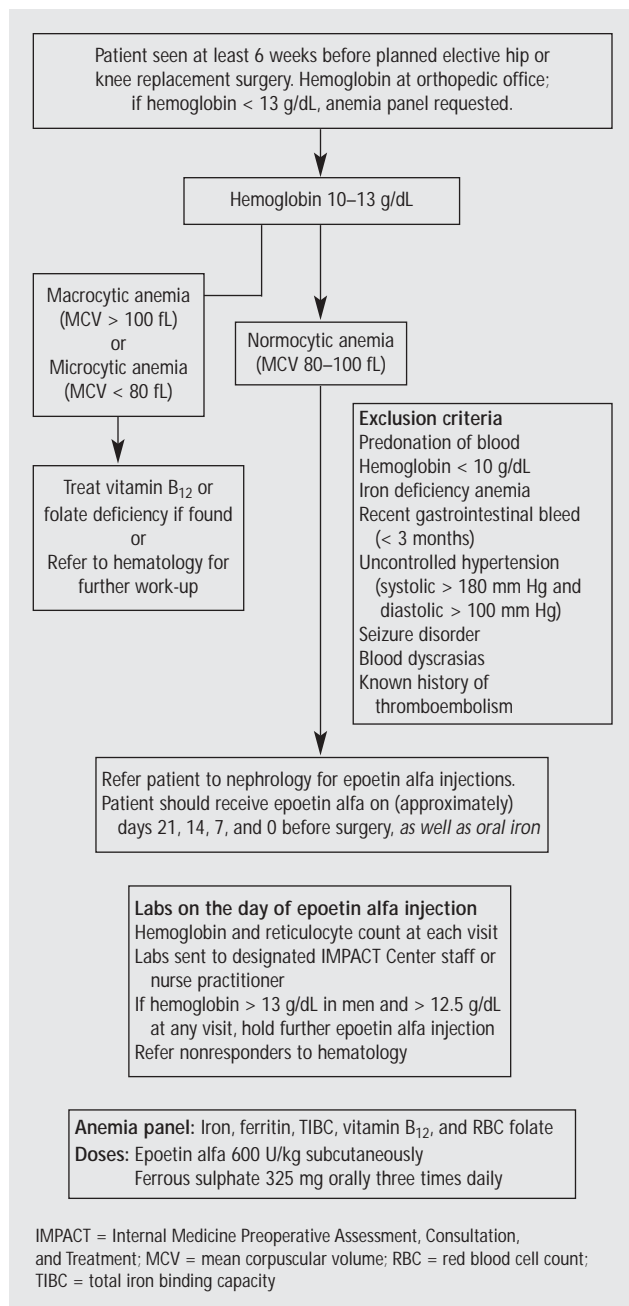 Patient seen at least 6 weeks before planned elective hip or
knee replacement surgery. Hemoglobin at orthopedic office;
if hemoglobin < 13 g/dL, anemia panel requested.
Hemoglobin 10–13 g/dL
Macrocytic anemia
(MCV > 100 fL)
or
Microcytic anemia
(MCV < 80 fL)
Normocytic anemia
(MCV 80–100 fL)
Treat vitamin B12 or
folate deficiency if found
or
Refer to hematology for
further work-up
Exclusion criteria
Predonation of blood
Hemoglobin < 10 g/dL
Iron deficiency anemia
Recent gastrointestinal bleed
(< 3 months)
Uncontrolled hypertension
(systolic > 180 mm Hg and
diastolic > 100 mm Hg)
Seizure disorder
Blood dyscrasias
Known history of
thromboembolism
Refer patient to nephrology for epoetin alfa injections.
Patient should receive epoetin alfa on (approximately)
days 21, 14, 7, and 0 before surgery, as well as oral iron
Labs on the day of epoetin alfa injection
Hemoglobin and reticulocyte count at each visit
Labs sent to designated IMPACT Center staff or
nurse practitioner
If hemoglobin > 13 g/dL in men and > 12.5 g/dL
at any visit, hold further epoetin alfa injection
Refer nonresponders to hematology
Anemia panel: Iron, ferritin, TIBC, vitamin B12, and RBC folate
Doses: Epoetin alfa 600 U/kg subcutaneously
Ferrous sulphate 325 mg orally three times daily
IMPACT = Internal Medicine Preoperative Assessment, Consultation,
and Treatment; MCV = mean corpuscular volume; RBC = red blood cell count;
TIBC = total iron binding capacity